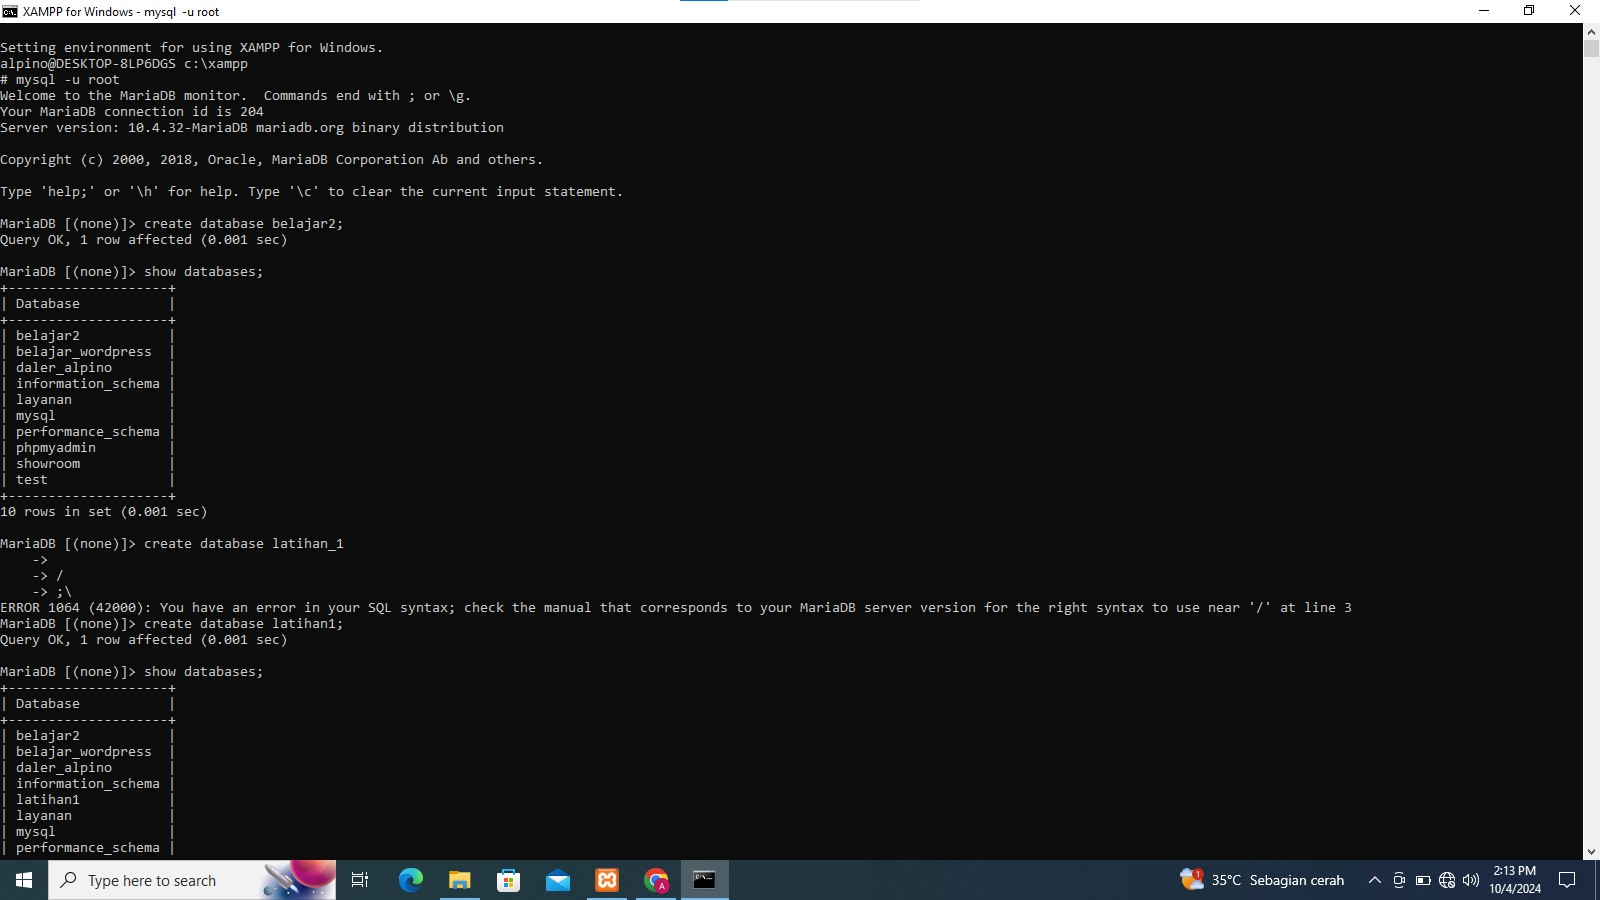 XAMPP for Windows - mysql  -u root
Setting environment for using XAMPP for Windows.
alpino@DESKTOP-8LP6DGS c:\xampp
# mysql -u root
Welcome to the MariaDB monitor.  Commands end with ; or \g.
Your MariaDB connection id is 204
Server version: 10.4.32-MariaDB mariadb.org binary distribution
Copyright (c) 2000, 2018, Oracle, MariaDB Corporation Ab and others.
Type 'help;' or '\h' for help. Type '\c' to clear the current input statement.
MariaDB [(none)]> create database belajar2;
Query OK, 1 row affected (0.001 sec)
MariaDB [(none)]> show databases;
+--------------------+
| Database           |
+--------------------+
| belajar2           |
| belajar_wordpress  |
| daler_alpino       |
| information_schema |
| layanan            |
| mysql              |
| performance_schema |
| phpmyadmin         |
| showroom           |
| test               |
+--------------------+
10 rows in set (0.001 sec)
MariaDB [(none)]> create database latihan_1
    ->
    -> /
    -> ;\
ERROR 1064 (42000): You have an error in your SQL syntax; check the manual that corresponds to your MariaDB server version for the right syntax to use near '/' at line 3
MariaDB [(none)]> create database latihan1;
Query OK, 1 row affected (0.001 sec)
MariaDB [(none)]> show databases;
+--------------------+
| Database           |
+--------------------+
| belajar2           |
| belajar_wordpress  |
| daler_alpino       |
| information_schema |
| latihan1           |
| layanan            |
| mysql              |
| performance_schema |
Type here to search
1
35°C  Sebagian cerah
2:13 PM
10/4/2024